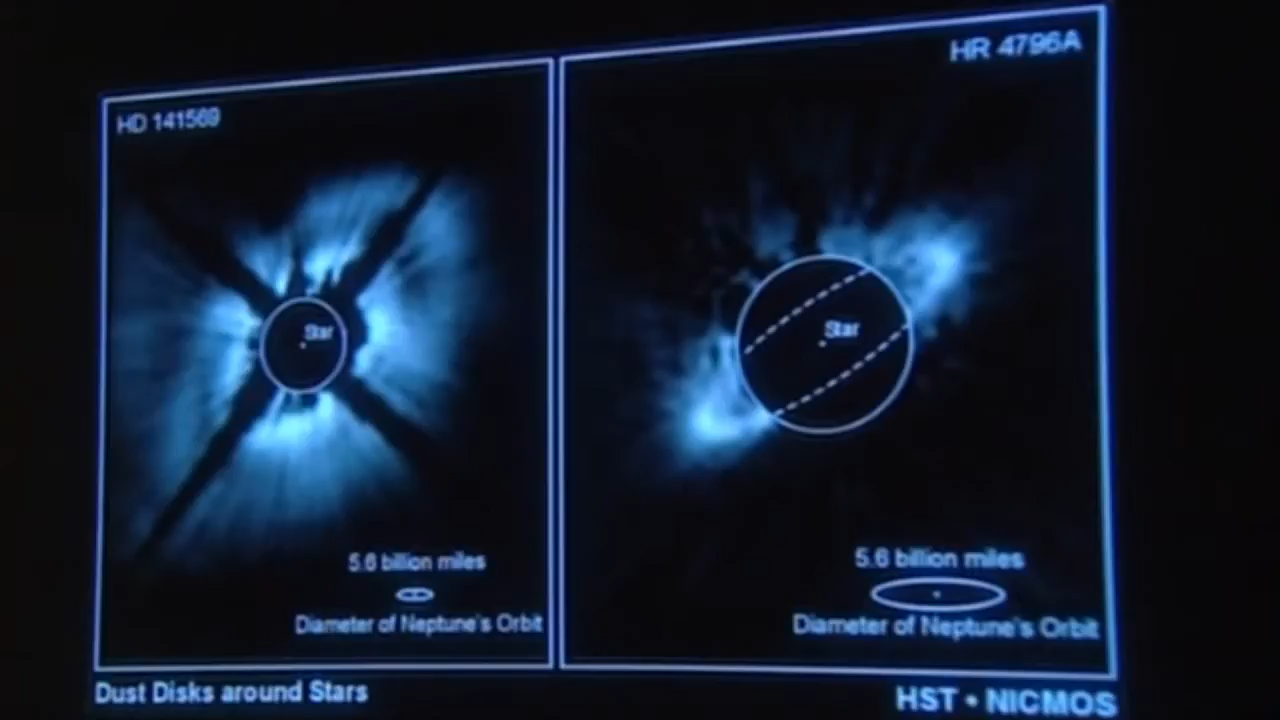 HD 141569
Star
5.6 billion miles
Diameter of Neptune's Orbit
HR 4796A
Star
5.6 billion miles
Diameter of Neptune's Orbit
Dust Disks around Stars
HST • NICMOS